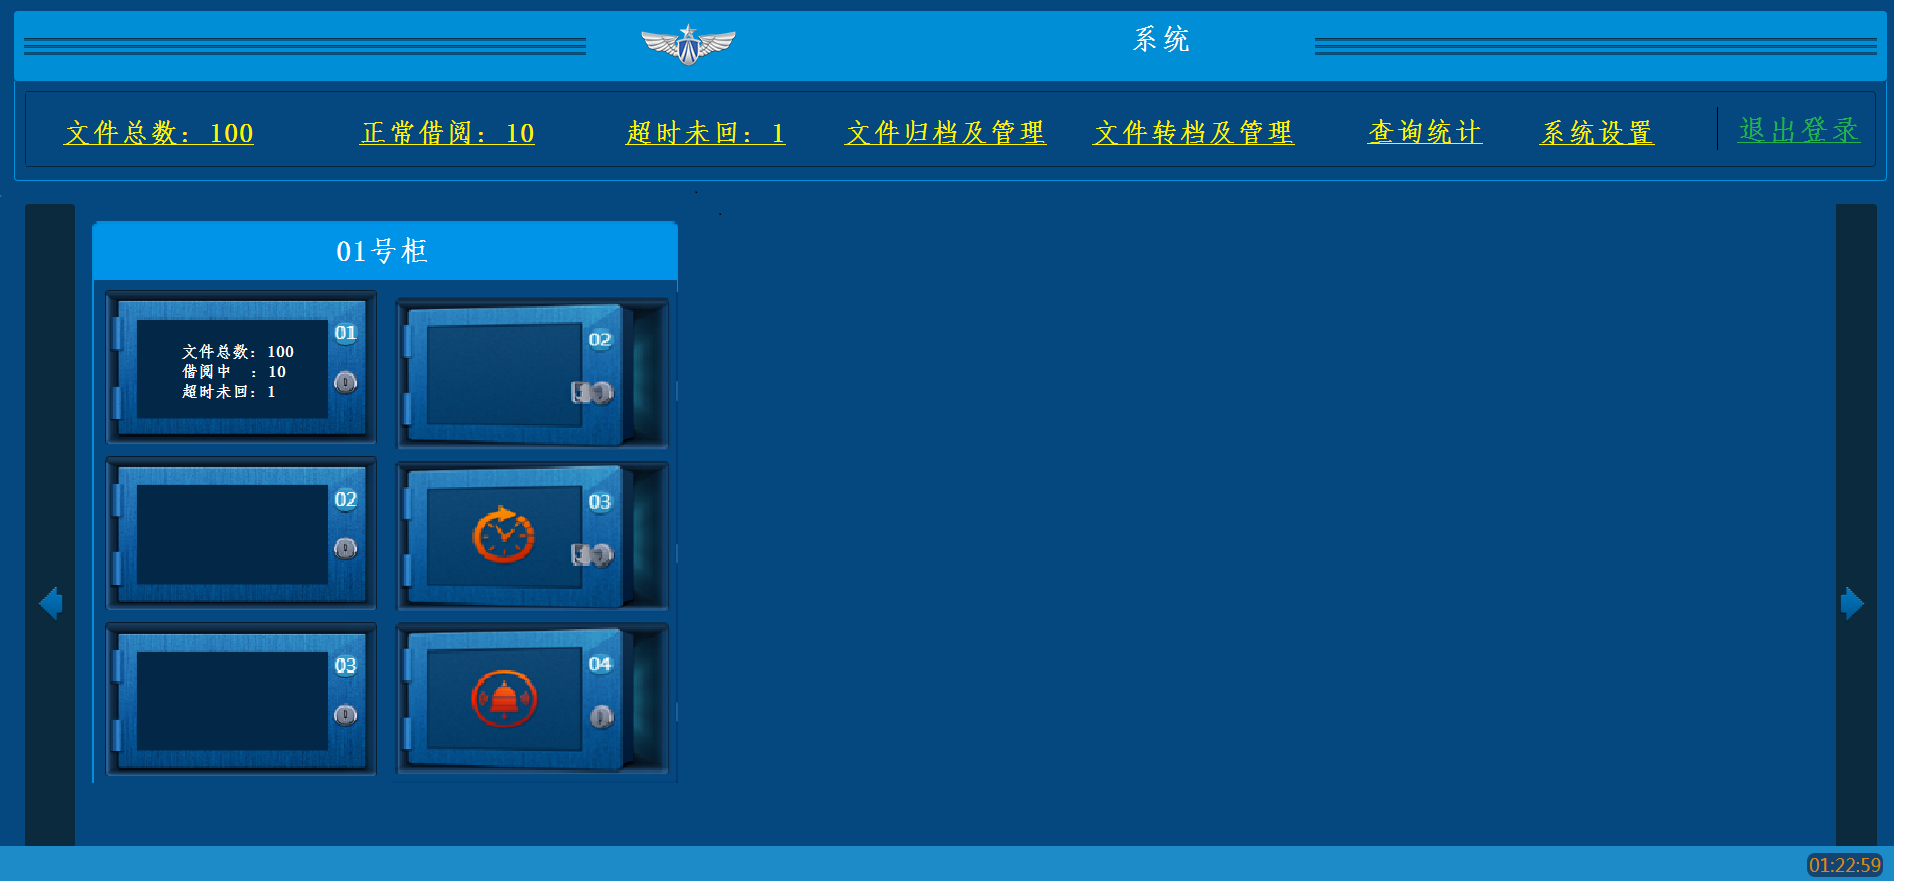 系统
文件总数：100
正常借阅：10
超时未回：1
文件归档及管理
文件转档及管理
查询统计
系统设置
退出登录
01号柜
01
文件总数：100
借阅中　：10
超时未回：1
02
02
03
03
04
01:22:59